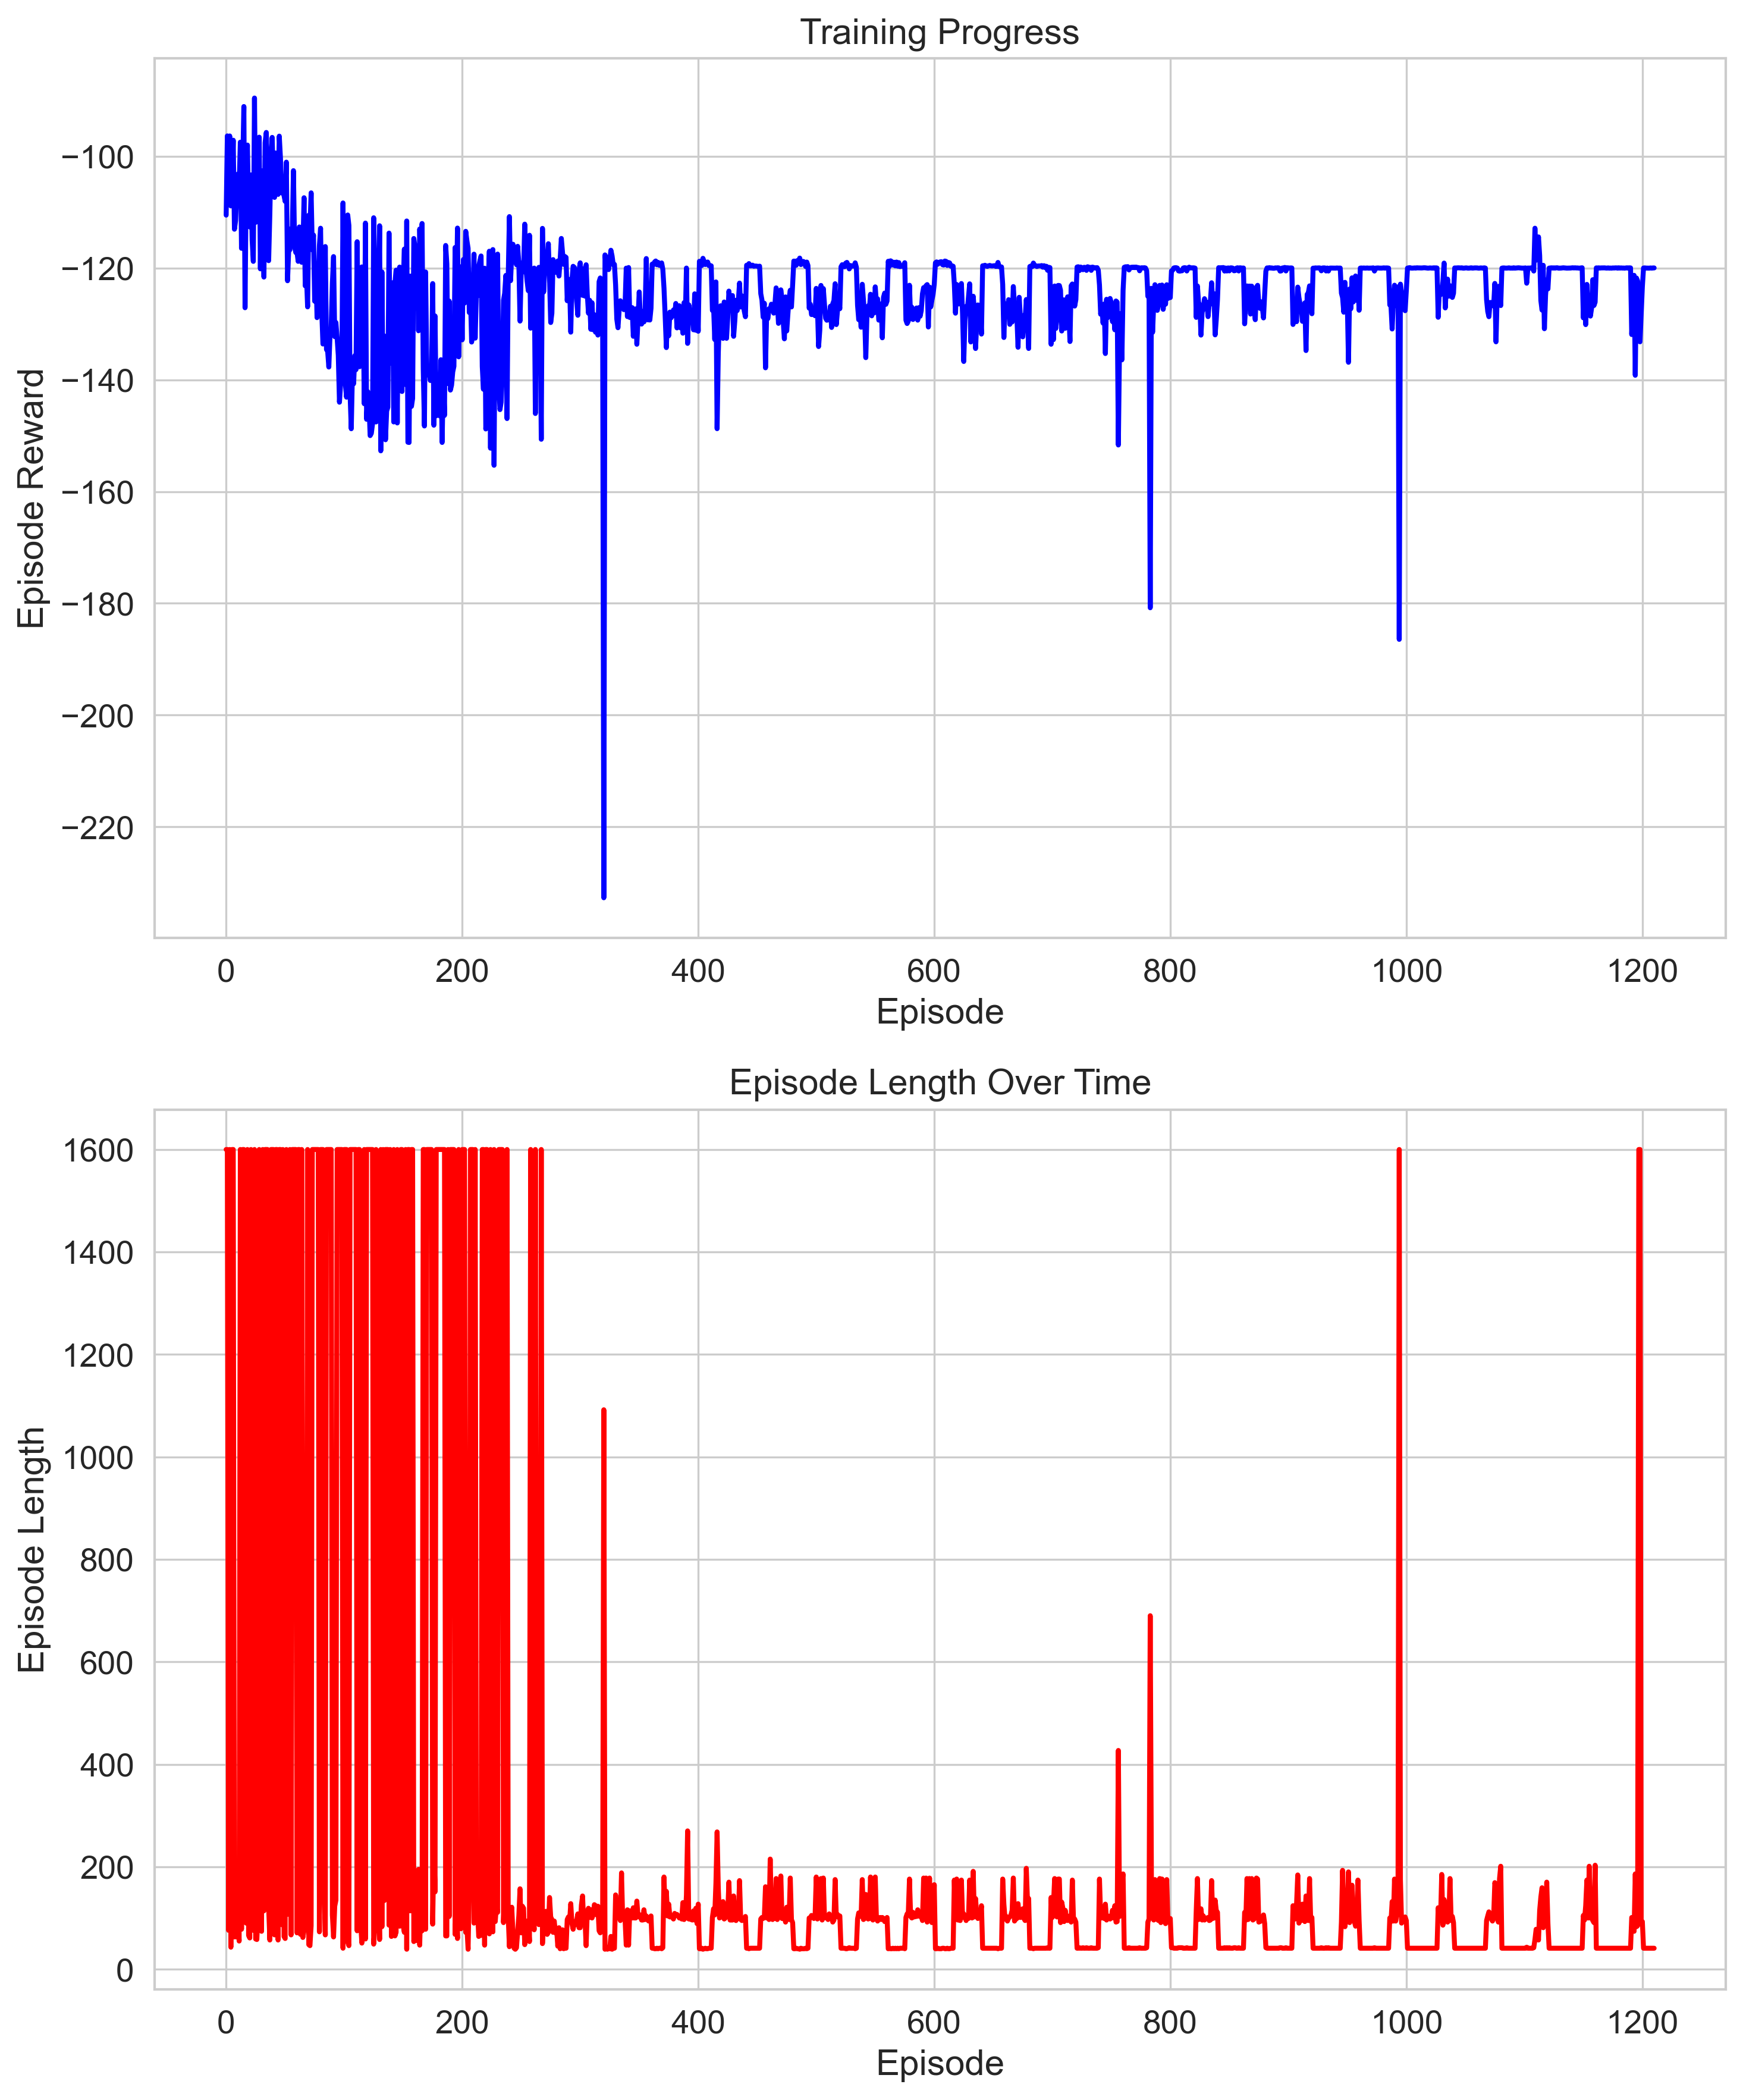 Training Progress
−100
−120
−140
−160
−180
−200
−220
Episode Reward
0 200 400 600 800 1000 1200
Episode
Episode Length Over Time
1600
1400
1200
1000
800
600
400
200
0
Episode Length
0 200 400 600 800 1000 1200
Episode